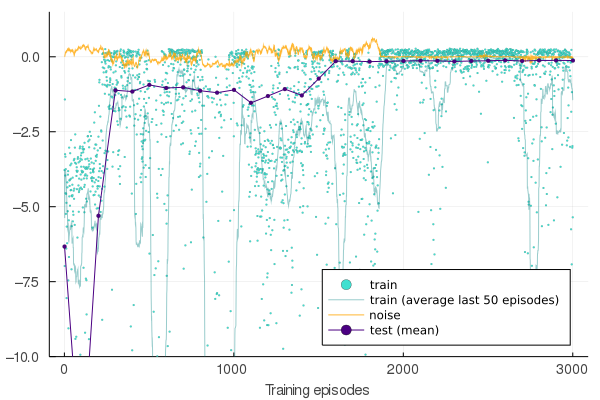 0.0
−2.5
−5.0
−7.5
−10.0
0
1000
2000
3000
Training episodes
train
train (average last 50 episodes)
noise
test (mean)